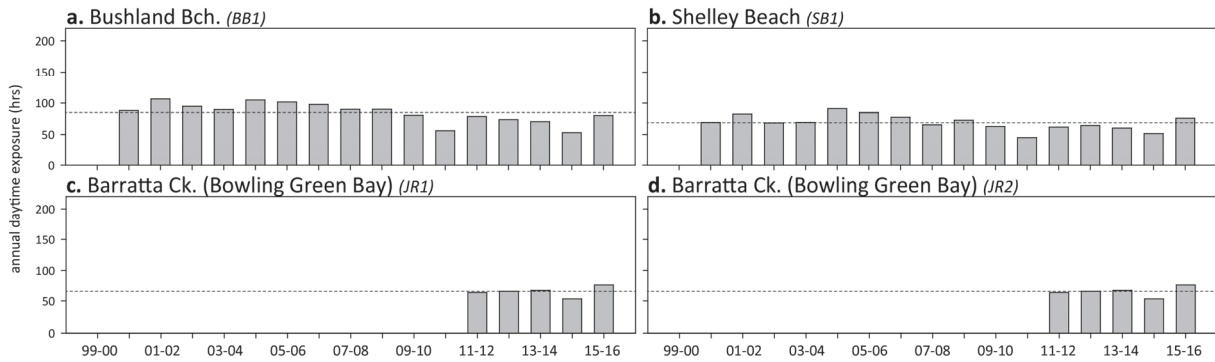 a. Bushland Bch. (BB1)
b. Shelley Beach (SB1)
200
150
100
50
0
c. Barratta Ck. (Bowling Green Bay) (JR1)
d. Barratta Ck. (Bowling Green Bay) (JR2)
200
150
100
50
0
annual daytime exposure (hrs)
99-00 01-02 03-04 05-06 07-08 09-10 11-12 13-14 15-16
99-00 01-02 03-04 05-06 07-08 09-10 11-12 13-14 15-16